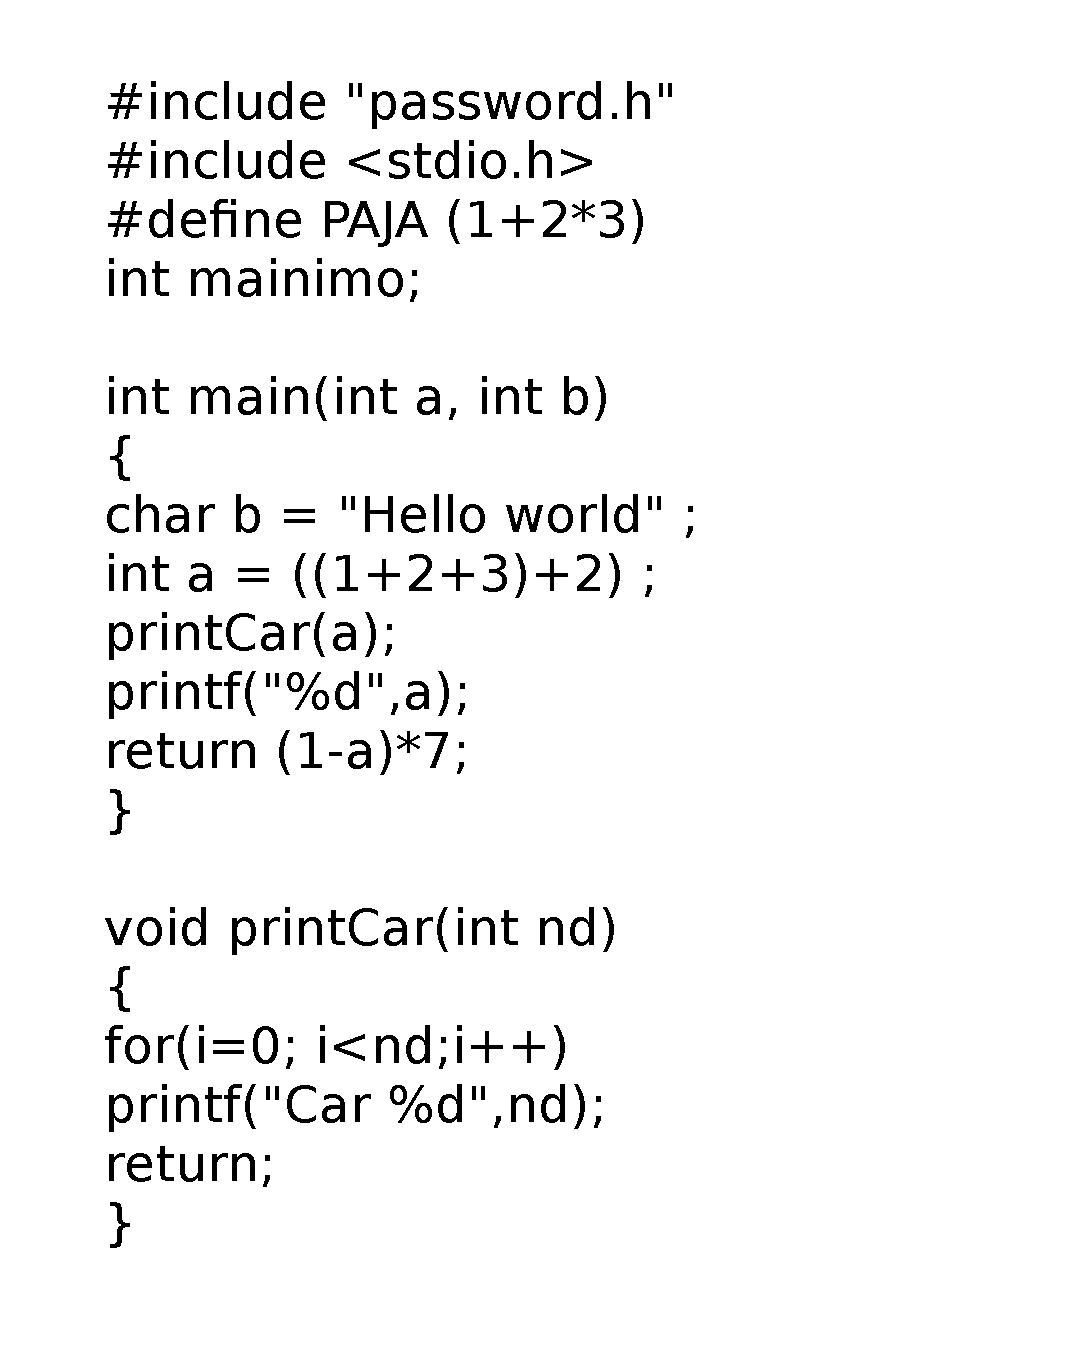 #include "password.h"
#include <stdio.h>
#define PAJA (1+2*3)
int mainimo;

int main(int a, int b)
{
char b = "Hello world" ;
int a = ((1+2+3)+2) ;
printCar(a);
printf("%d",a);
return (1-a)*7;
}

void printCar(int nd)
{
for(i=0; i<nd;i++)
printf("Car %d",nd);
return;
}